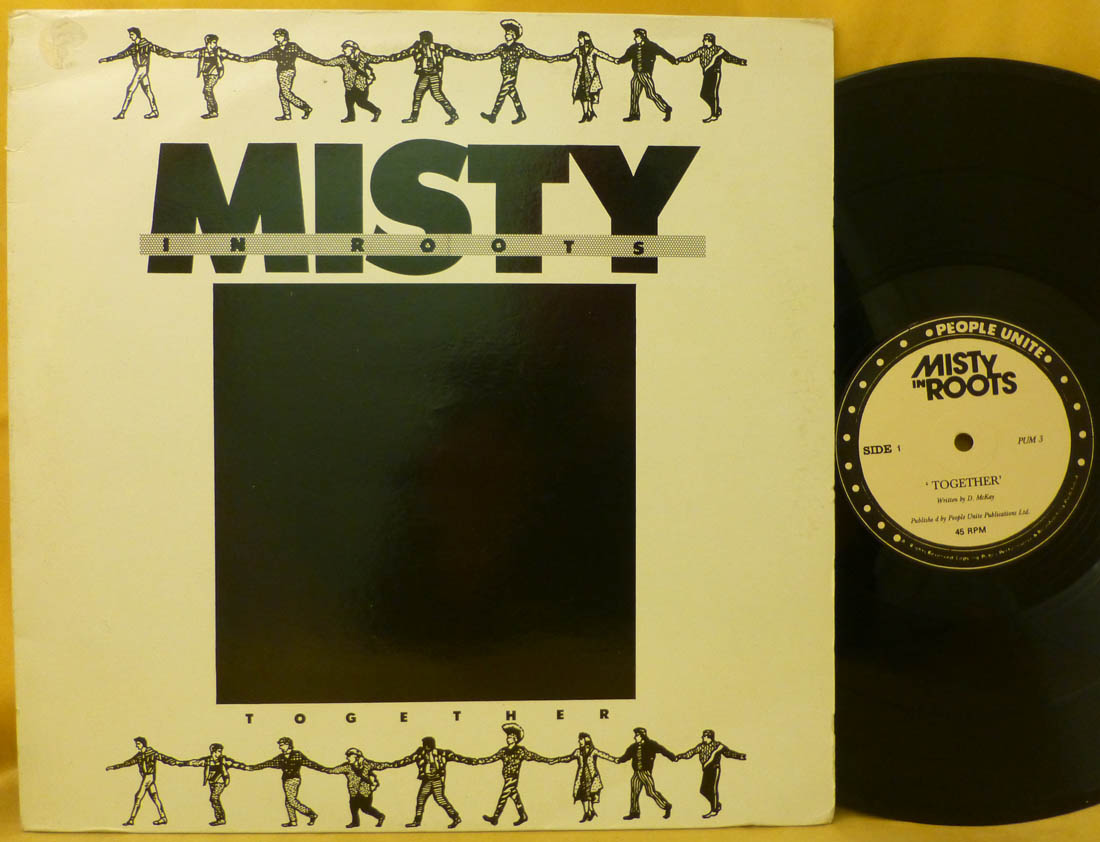 MISTY
IN ROOTS
TOGETHER
• PEOPLE UNITE •
MISTY
IN ROOTS
SIDE 1
PUM 3
' TOGETHER'
Written by D. McKay
Publishe d by People Unite Publications Ltd.
45 RPM